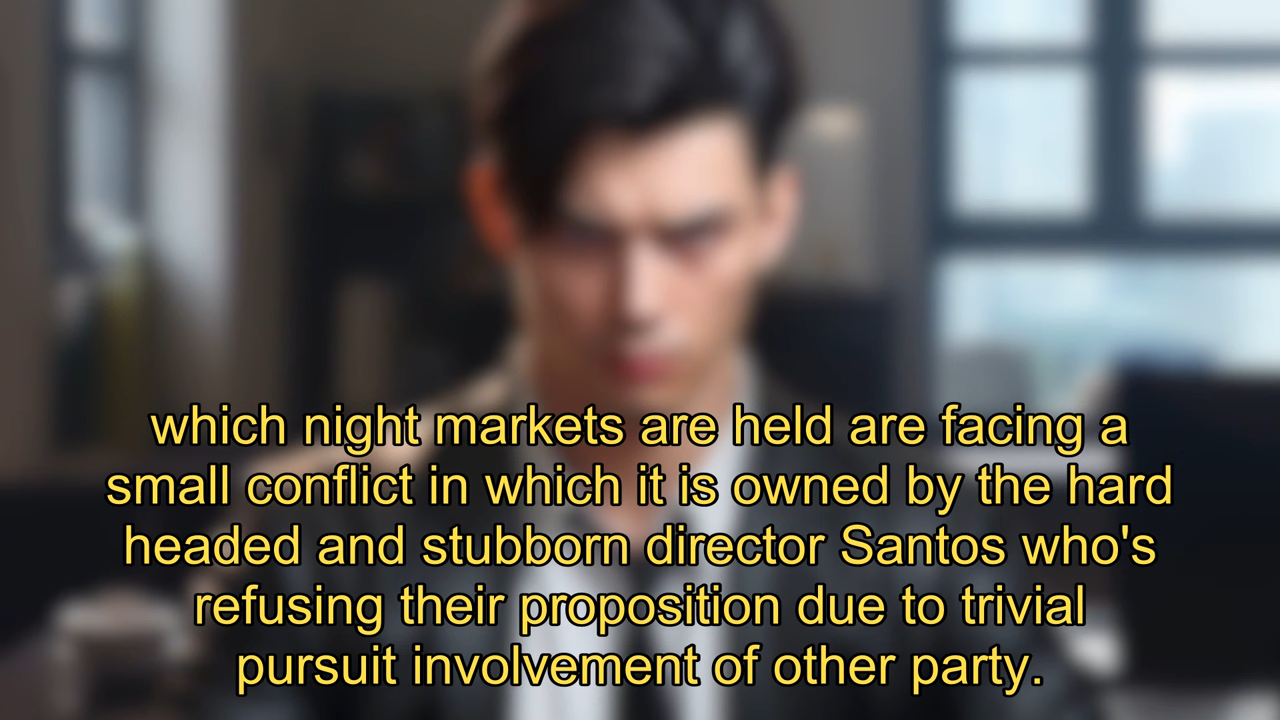 which night markets are held are facing a
small conflict in which it is owned by the hard
headed and stubborn director Santos who's
refusing their proposition due to trivial
pursuit involvement of other party.